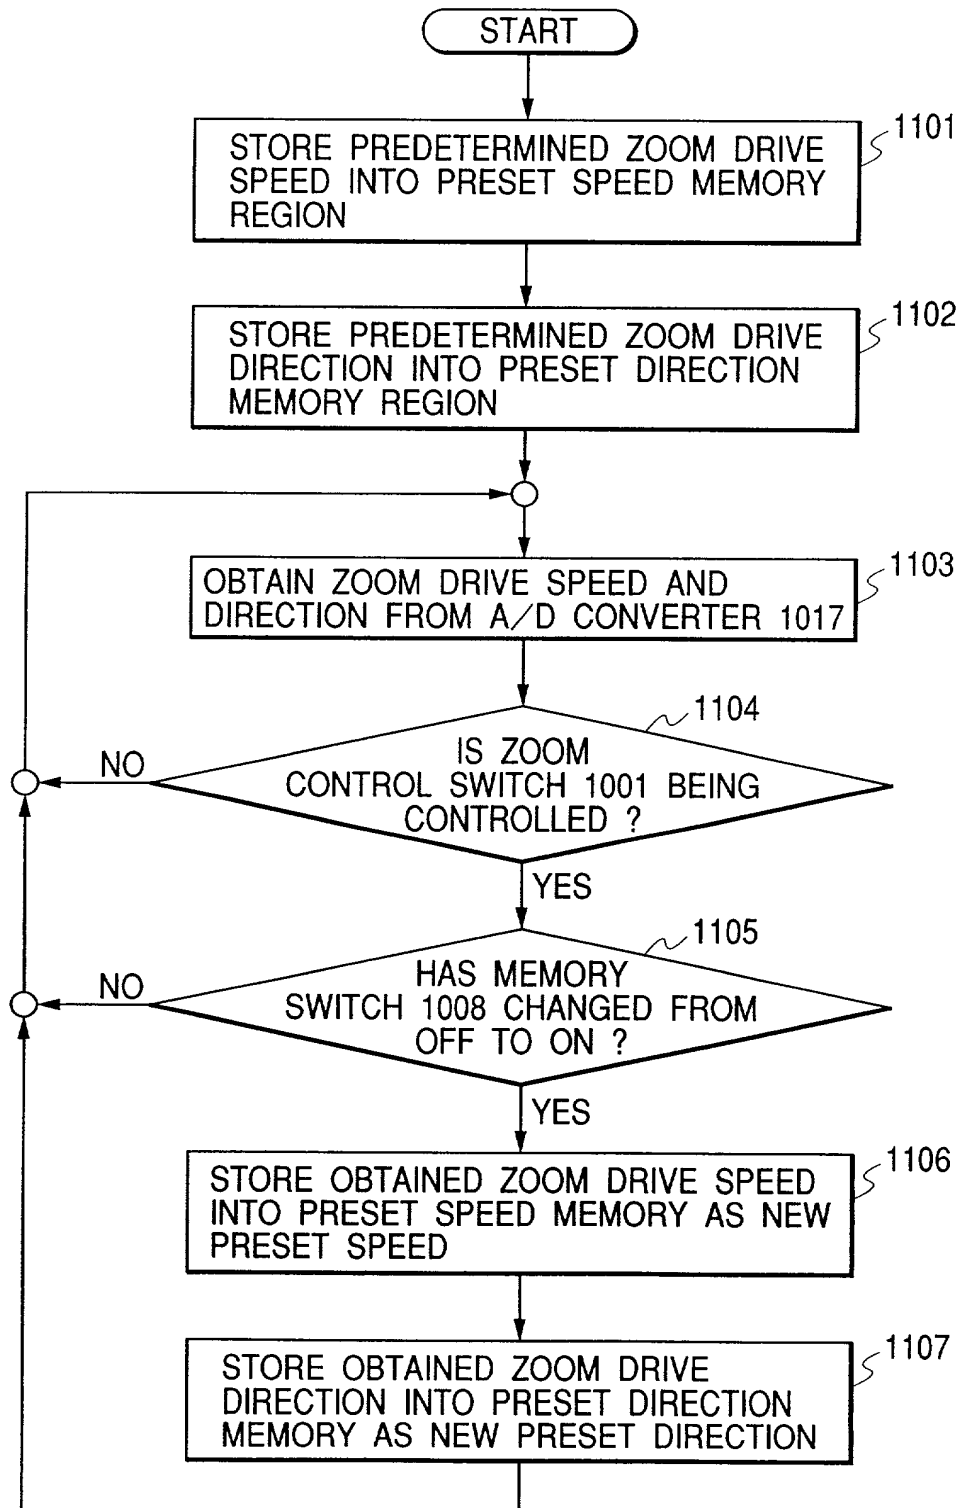 START
1101
STORE PREDETERMINED ZOOM DRIVE
SPEED INTO PRESET SPEED MEMORY
REGION
1102
STORE PREDETERMINED ZOOM DRIVE
DIRECTION INTO PRESET DIRECTION
MEMORY REGION
1103
OBTAIN ZOOM DRIVE SPEED AND
DIRECTION FROM A/D CONVERTER 1017
1104
IS ZOOM
CONTROL SWITCH 1001 BEING
CONTROLLED ?
NO
YES
1105
HAS MEMORY
SWITCH 1008 CHANGED FROM
OFF TO ON ?
NO
YES
1106
STORE OBTAINED ZOOM DRIVE SPEED
INTO PRESET SPEED MEMORY AS NEW
PRESET SPEED
1107
STORE OBTAINED ZOOM DRIVE
DIRECTION INTO PRESET DIRECTION
MEMORY AS NEW PRESET DIRECTION